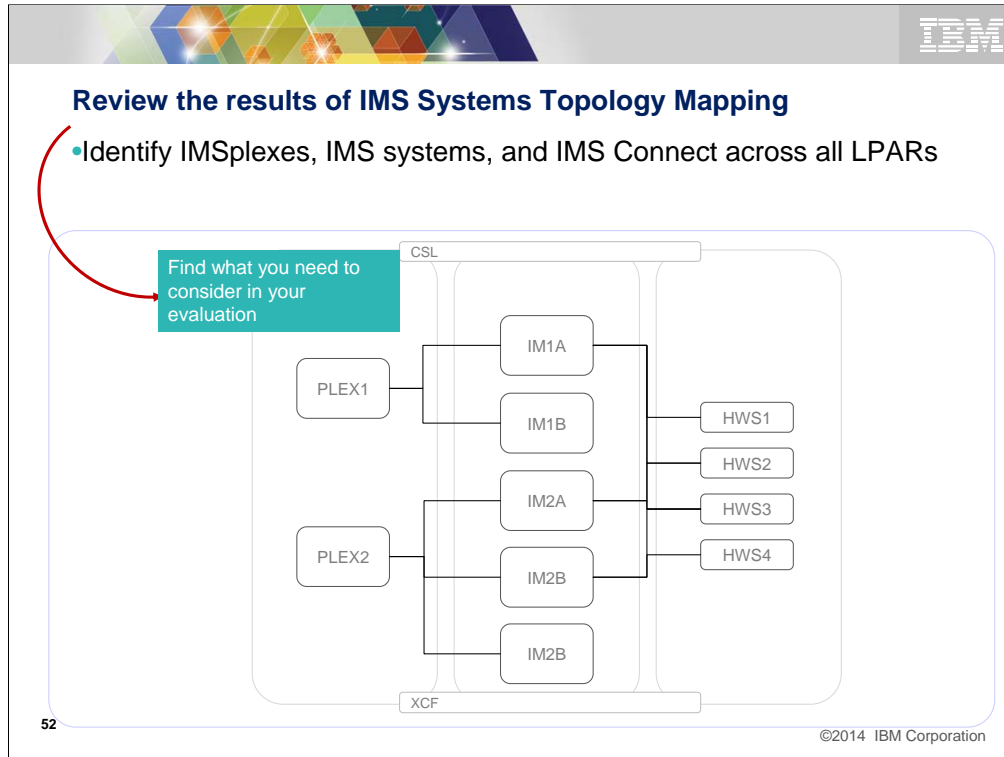 IBM
Review the results of IMS Systems Topology Mapping
•Identify IMSplexes, IMS systems, and IMS Connect across all LPARs
CSL
Find what you need to
consider in your
evaluation
IM1A
PLEX1
IM1B
HWS1
HWS2
IM2A
HWS3
PLEX2
IM2B
HWS4
IM2B
XCF
52
©2014 IBM Corporation